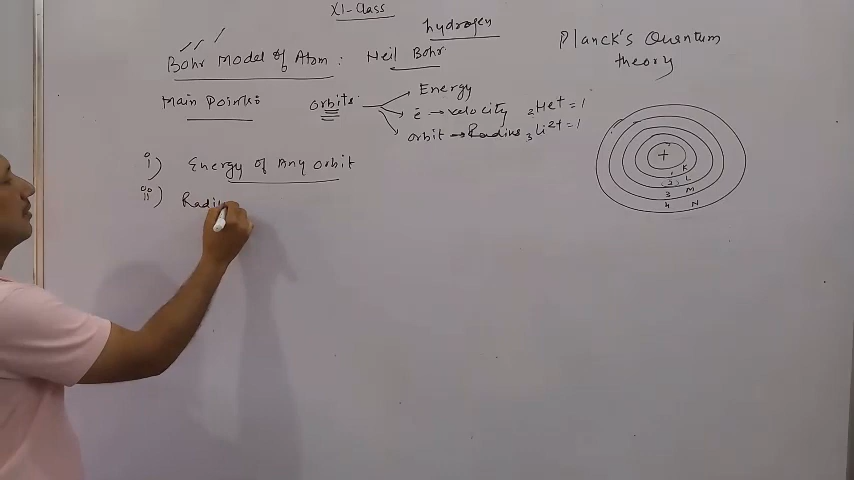 XI-Class
hydrogen
Bohr Model of Atom: Neil Bohr
Planck's Quantum
theory
Main Points:
orbits
Energy
e → velocity
orbit → Radius
₂He⁺ = 1
₃Li²⁺ = 1
i) Energy of Any orbit
ii) Radiu
+
1 K
2 L
3 M
4 N